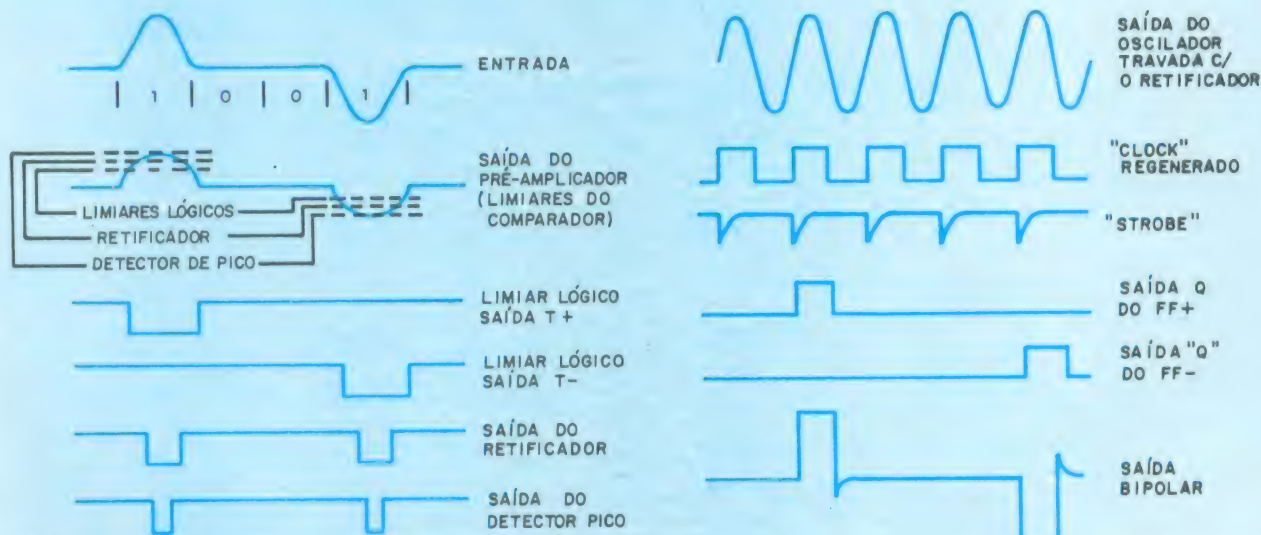 ENTRADA
| 1 | 0 | 0 | 1 |
SAÍDA DO
PRÉ-AMPLICADOR
(LIMIARES DO
COMPARADOR)
LIMIARES LÓGICOS
RETIFICADOR
DETECTOR DE PICO
LIMIAR LÓGICO
SAÍDA T+
LIMIAR LÓGICO
SAÍDA T-
SAÍDA DO
RETIFICADOR
SAÍDA DO
DETECTOR PICO
SAÍDA DO
OSCILADOR
TRAVADA C/
O RETIFICADOR
"CLOCK"
REGENERADO
"STROBE"
SAÍDA Q
DO FF+
SAÍDA "Q"
DO FF-
SAÍDA
BIPOLAR